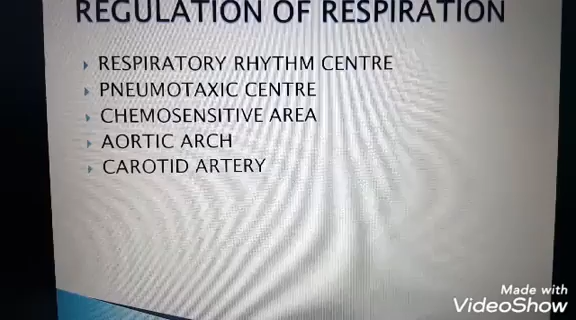 REGULATION OF RESPIRATION
RESPIRATORY RHYTHM CENTRE
PNEUMOTAXIC CENTRE
CHEMOSENSITIVE AREA
AORTIC ARCH
CAROTID ARTERY
Made with
VideoShow